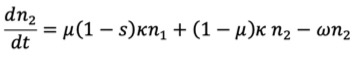 dn₂/dt = μ(1 − s)κn₁ + (1 − μ)κ n₂ − ωn₂